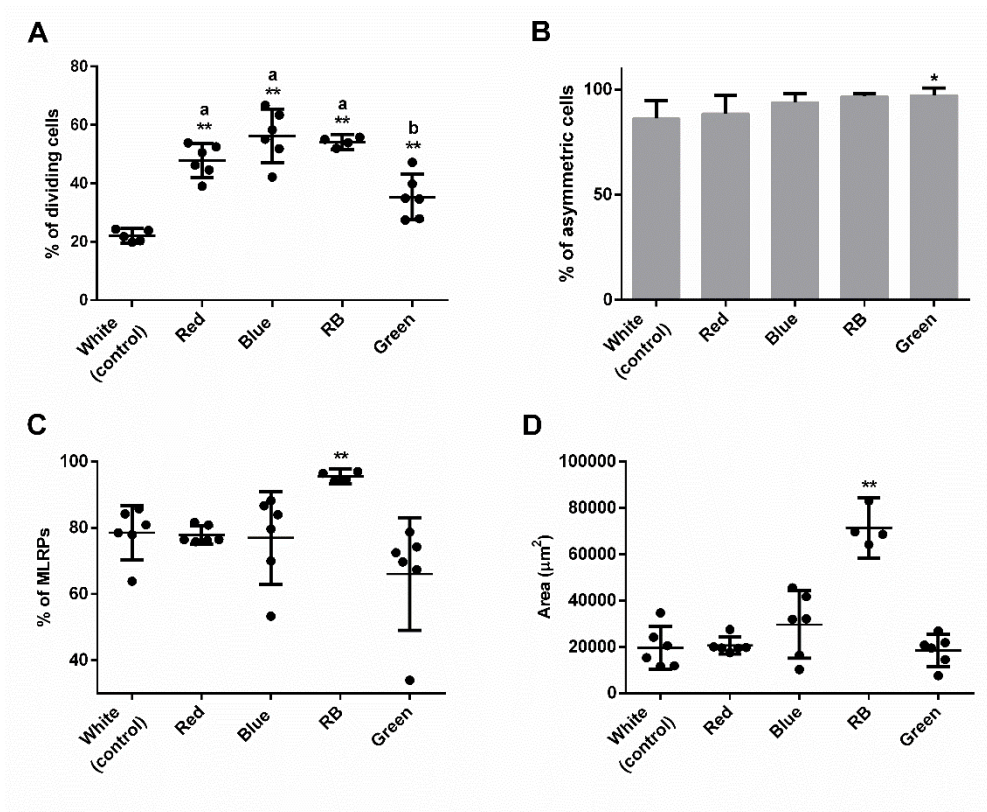 A
% of dividing cells
80
60
40
20
0
a
**
a
**
a
**
b
**
White
(control)
Red
Blue
RB
Green
B
% of asymmetric cells
100
50
0
*
White
(control)
Red
Blue
RB
Green
C
% of MLRPs
100
80
60
40
**
White
(control)
Red
Blue
RB
Green
D
Area (μm²)
100000
80000
60000
40000
20000
0
**
White
(control)
Red
Blue
RB
Green